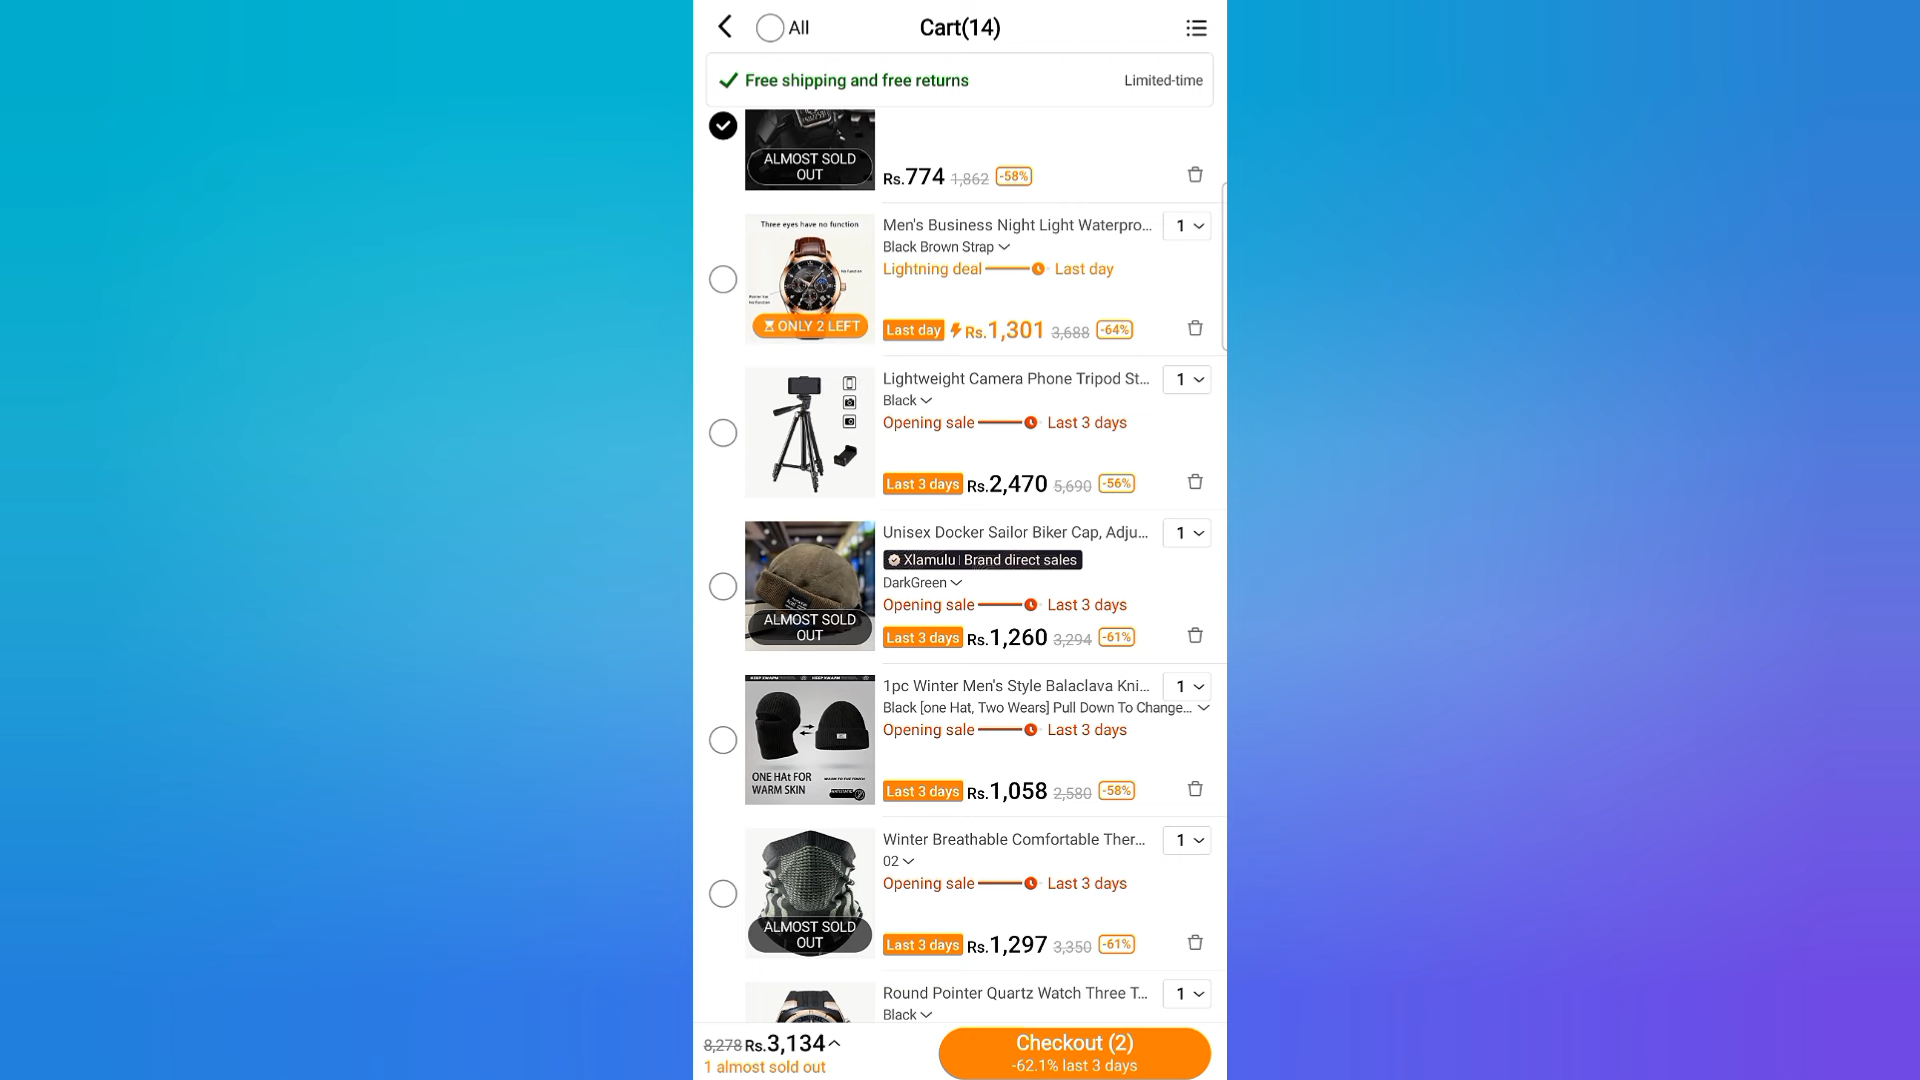 All
Cart(14)
Free shipping and free returns
Limited-time
ALMOST SOLD
OUT
Rs.774 1,862 -58%
Three eyes have no function
ONLY 2 LEFT
Men's Business Night Light Waterpro...
1
Black Brown Strap
Lightning deal Last day
Last day Rs.1,301 3,688 -64%
Lightweight Camera Phone Tripod St...
1
Black
Opening sale Last 3 days
Last 3 days Rs.2,470 5,690 -56%
ALMOST SOLD
OUT
Unisex Docker Sailor Biker Cap, Adju...
1
Xlamulu | Brand direct sales
DarkGreen
Opening sale Last 3 days
Last 3 days Rs.1,260 3,294 -61%
ONE HAt FOR
WARM SKIN
1pc Winter Men's Style Balaclava Kni...
1
Black [one Hat, Two Wears] Pull Down To Change...
Opening sale Last 3 days
Last 3 days Rs.1,058 2,580 -58%
ALMOST SOLD
OUT
Winter Breathable Comfortable Ther...
1
02
Opening sale Last 3 days
Last 3 days Rs.1,297 3,350 -61%
Round Pointer Quartz Watch Three T...
1
Black
8,278 Rs.3,134
1 almost sold out
Checkout (2)
-62.1% last 3 days